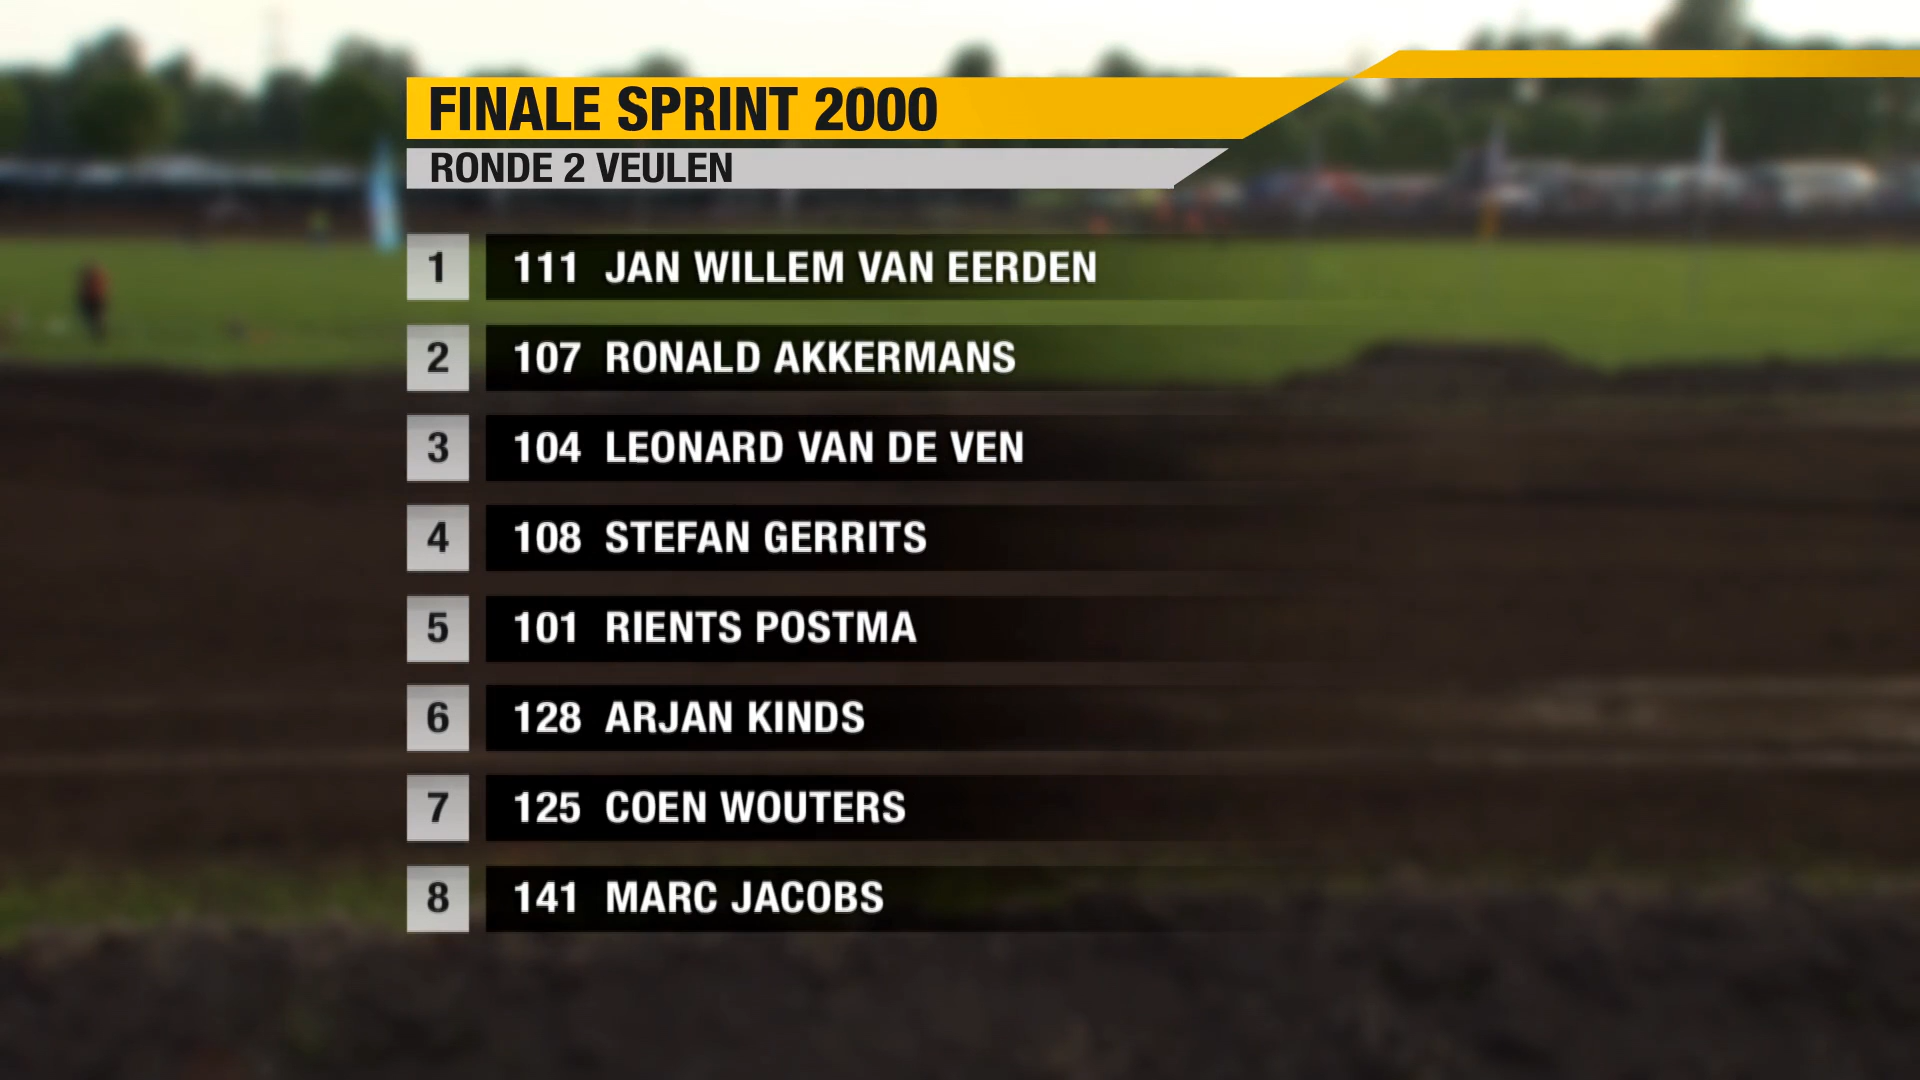 FINALE SPRINT 2000
RONDE 2 VEULEN
1 111 JAN WILLEM VAN EERDEN
2 107 RONALD AKKERMANS
3 104 LEONARD VAN DE VEN
4 108 STEFAN GERRITS
5 101 RIENTS POSTMA
6 128 ARJAN KINDS
7 125 COEN WOUTERS
8 141 MARC JACOBS